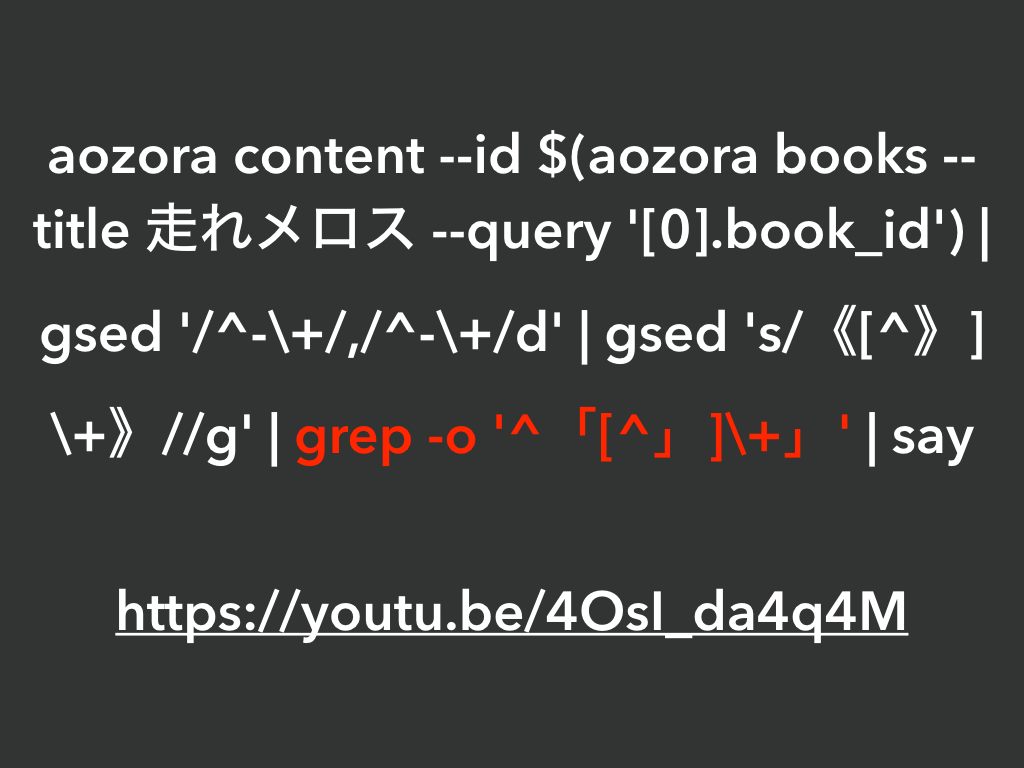 aozora content --id $(aozora books --
title 走れメロス --query '[0].book_id') |
gsed '/^-\+/,/^-\+/d' | gsed 's/《[^》]
\+》//g' | grep -o '^「[^」]\+」' | say
https://youtu.be/4OsI_da4q4M